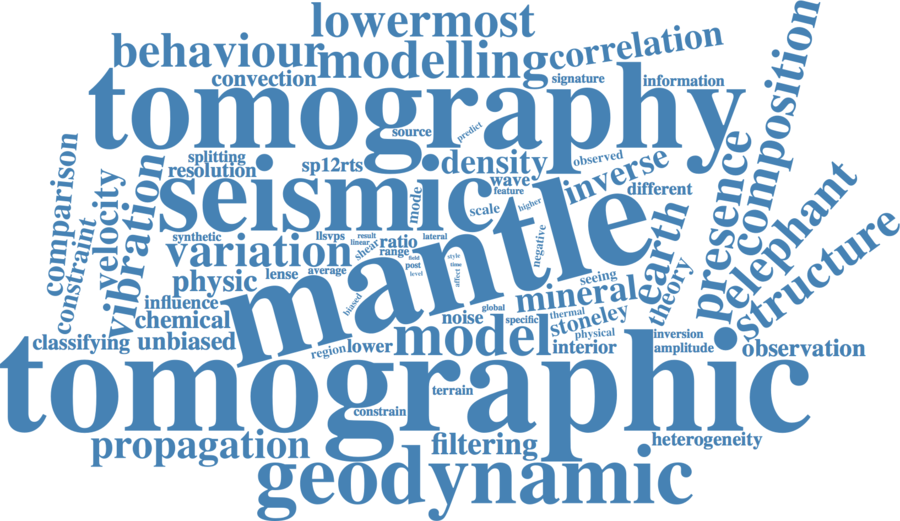 lowermost
behaviour
modelling
correlation
convection
signature
information
composition
tomography
source
predict
splitting
resolution
sp12rts
density
observed
seismic
mode
wave
feature
inverse
different
comparison
velocity
vibration
constraint
scale
higher
presence
elephant
structure
synthetic
variation
llsvps
result
linear
shear
ratio
range
lateral
negative
mantle
earth
theory
physic
lense
average
field
post
level
style
time
affect
seeing
mineral
influence
biased
chemical
noise
global
specific
thermal
stoneley
physical
classifying
unbiased
region
lower
model
interior
inversion
amplitude
observation
tomographic
terrain
constrain
propagation
filtering
heterogeneity
geodynamic